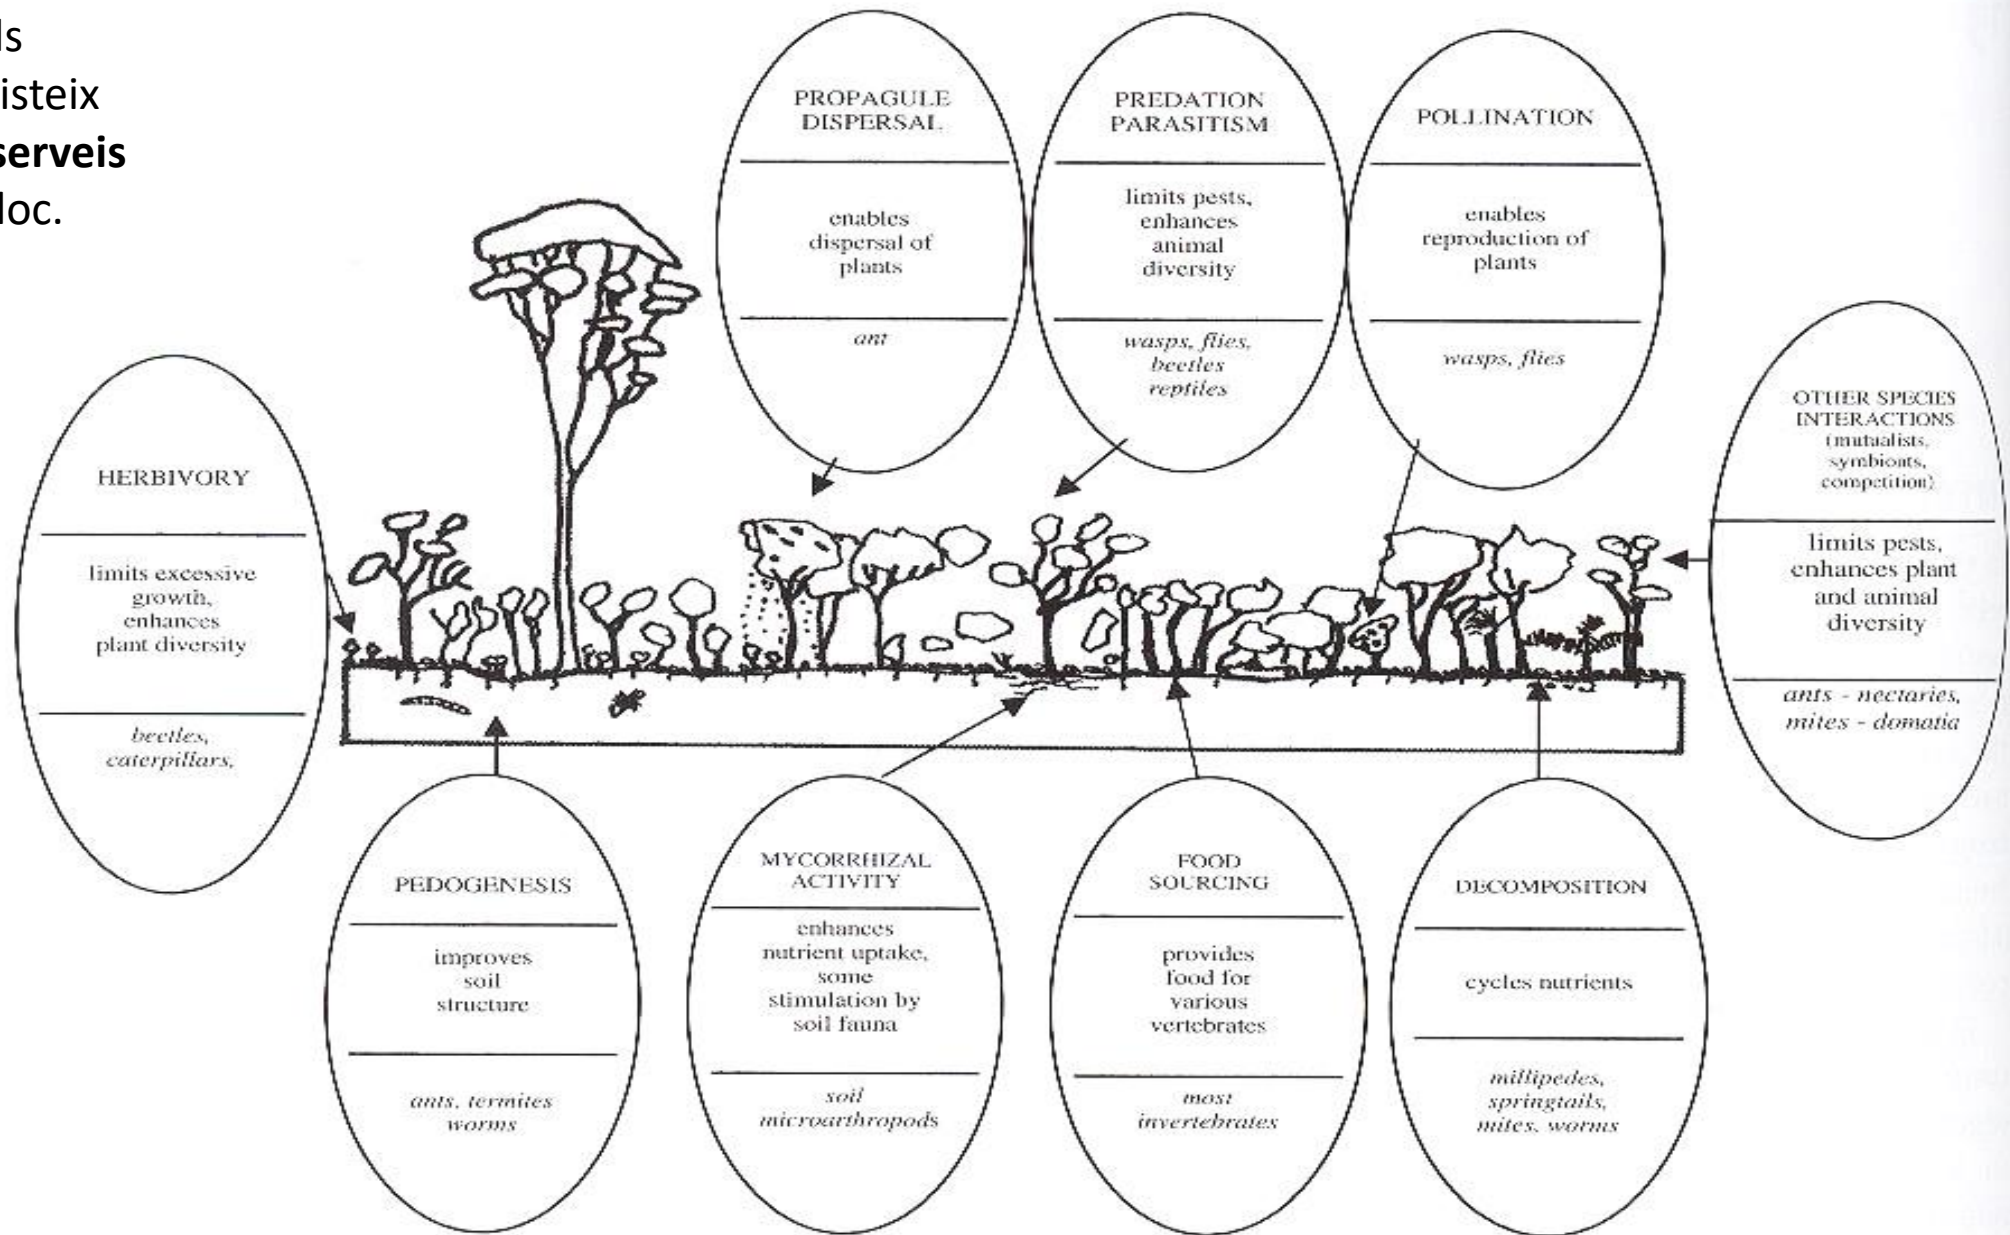 ls
isteix
serveis
lloc.
PROPAGULE
DISPERSAL
enables
dispersal of
plants
ant
PREDATION
PARASITISM
limits pests,
enhances
animal
diversity
wasps, flies,
beetles
reptiles
POLLINATION
enables
reproduction of
plants
wasps, flies
HERBIVORY
limits excessive
growth,
enhances
plant diversity
beetles,
caterpillars,
OTHER SPECIES
INTERACTIONS
(mutualists,
symbionts,
competition)
limits pests,
enhances plant
and animal
diversity
ants - nectaries,
mites - domatia
PEDOGENESIS
improves
soil
structure
ants, termites
worms
MYCORRHIZAL
ACTIVITY
enhances
nutrient uptake,
some
stimulation by
soil fauna
soil
microarthropods
FOOD
SOURCING
provides
food for
various
vertebrates
most
invertebrates
DECOMPOSITION
cycles nutrients
millipedes,
springtails,
mites, worms